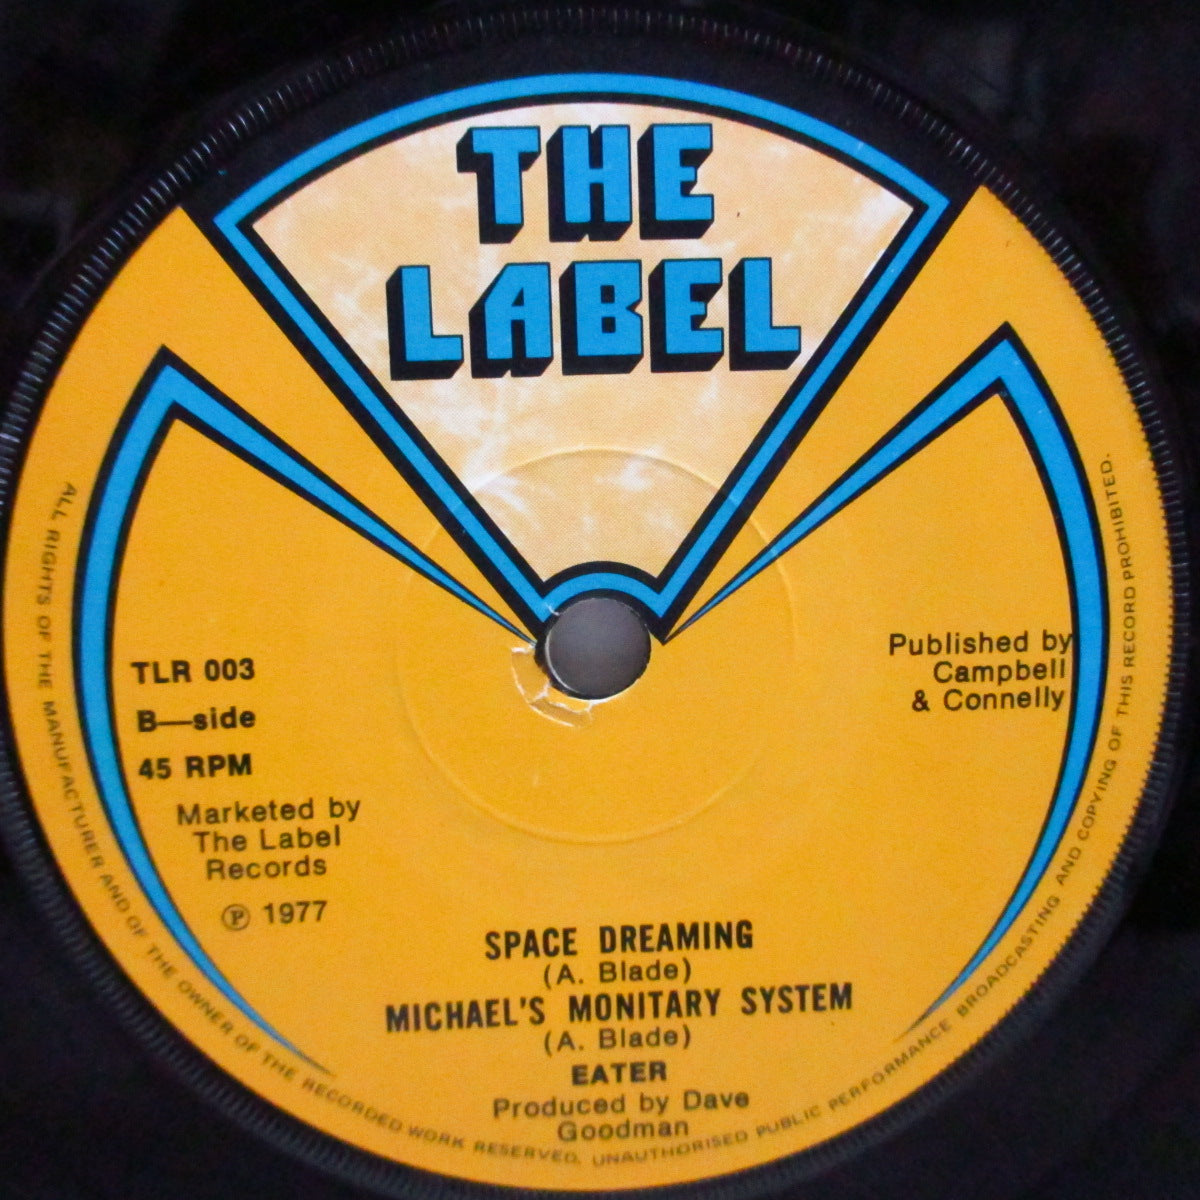 THE
LABEL
TLR 003
B—side
45 RPM
Marketed by
The Label
Records
℗ 1977
Published by
Campbell
& Connelly
SPACE DREAMING
(A. Blade)
MICHAEL'S MONITARY SYSTEM
(A. Blade)
EATER
Produced by Dave
Goodman
ALL RIGHTS OF THE MANUFACTURER AND OF THE OWNER OF THE RECORDED WORK RESERVED. UNAUTHORISED PUBLIC PERFORMANCE BROADCASTING AND COPYING OF THIS RECORD PROHIBITED.